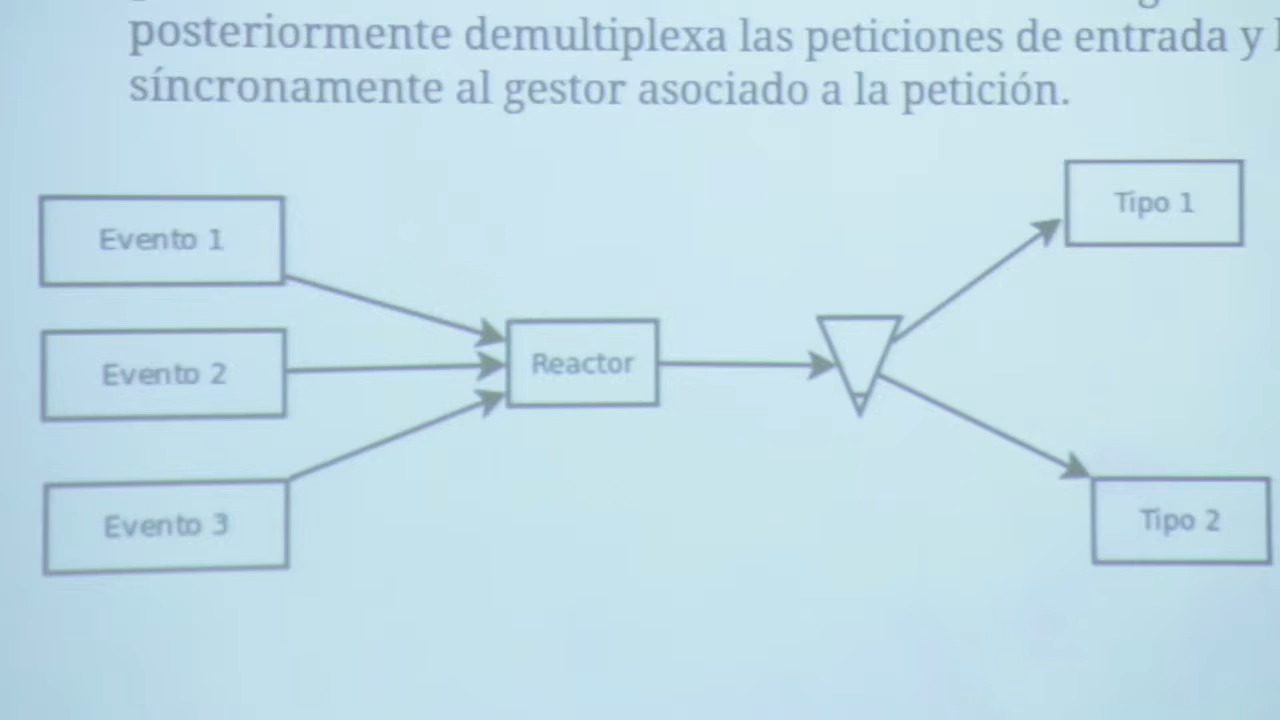 posteriormente demultiplexa las peticiones de entrada y
síncronamente al gestor asociado a la petición.
Evento 1
Evento 2
Evento 3
Reactor
Tipo 1
Tipo 2